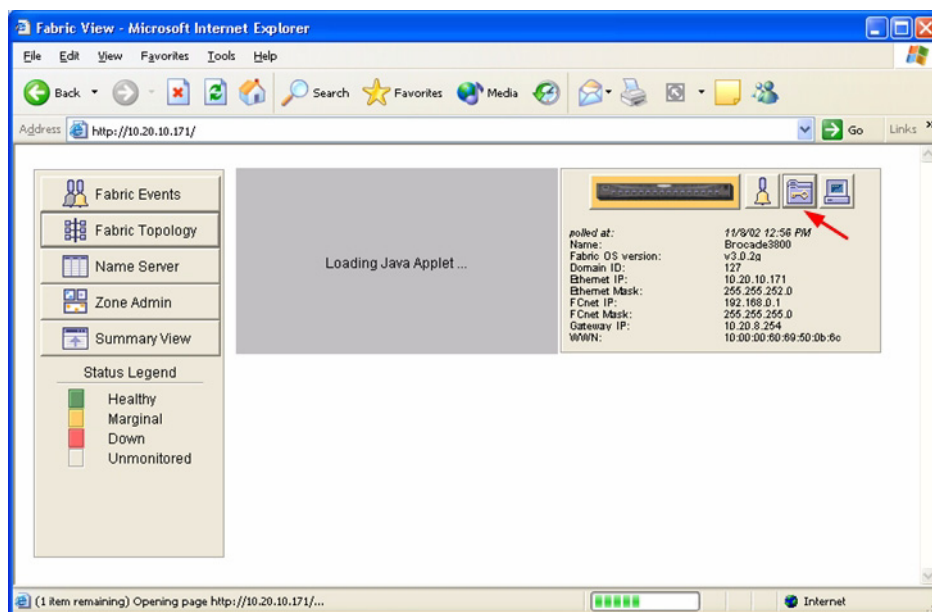 Fabric View - Microsoft Internet Explorer
File Edit View Favorites Tools Help
Back Search Favorites Media
Address http://10.20.10.171/ Go Links »
Fabric Events
Fabric Topology
Name Server
Zone Admin
Summary View
Status Legend
Healthy
Marginal
Down
Unmonitored
Loading Java Applet ...
polled at: 11/8/02 12:56 PM
Name: Brocade3800
Fabric OS version: v3.0.2g
Domain ID: 127
Ethernet IP: 10.20.10.171
Ethernet Mask: 255.255.252.0
FCnet IP: 192.168.0.1
FCnet Mask: 255.255.255.0
Gateway IP: 10.20.8.254
WWN: 10:00:00:60:69:50:0b:6c
(1 item remaining) Opening page http://10.20.10.171/... Internet